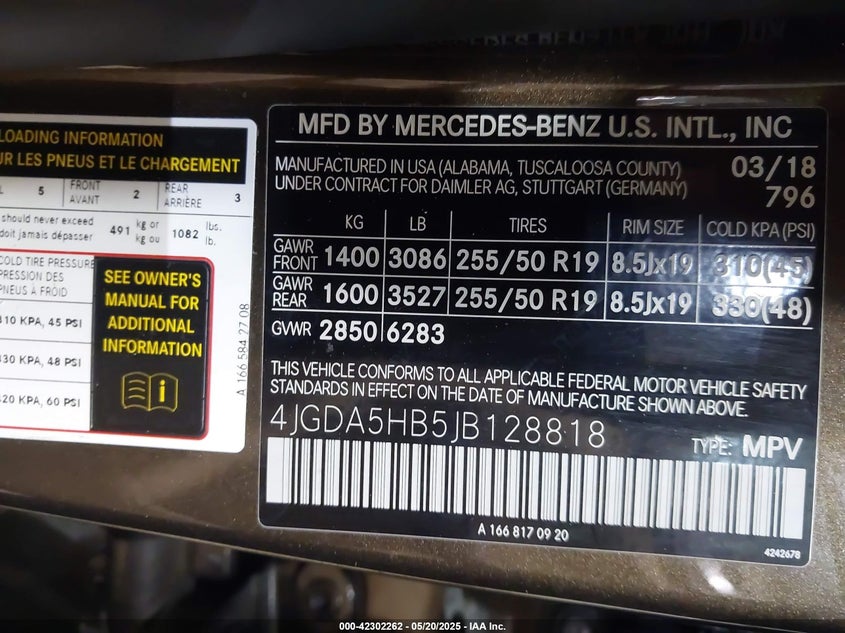 LOADING INFORMATION
UR LES PNEUS ET LE CHARGEMENT
L 5 FRONT AVANT 2 REAR ARRIÈRE 3
should never exceed
doit jamais dépasser 491 kg or kg ou 1082 lbs. lb.
COLD TIRE PRESSURE
PRESSION DES
PNEUS À FROID
310 KPA, 45 PSI
330 KPA, 48 PSI
420 KPA, 60 PSI
SEE OWNER'S
MANUAL FOR
ADDITIONAL
INFORMATION
A 166 584 27 08
MFD BY MERCEDES-BENZ U.S. INTL., INC
MANUFACTURED IN USA (ALABAMA, TUSCALOOSA COUNTY) 03/18
UNDER CONTRACT FOR DAIMLER AG, STUTTGART (GERMANY) 796
KG LB TIRES RIM SIZE COLD KPA (PSI)
GAWR FRONT 1400 3086 255/50 R19 8.5Jx19 310(45)
GAWR REAR 1600 3527 255/50 R19 8.5Jx19 330(48)
GVWR 2850 6283
THIS VEHICLE CONFORMS TO ALL APPLICABLE FEDERAL MOTOR VEHICLE SAFETY
STANDARDS IN EFFECT ON THE DATE OF MANUFACTURE SHOWN ABOVE.
4JGDA5HB5JB128818 TYPE: MPV
A 166 817 09 20
4242678
000-42302262 - 05/20/2025 - IAA Inc.